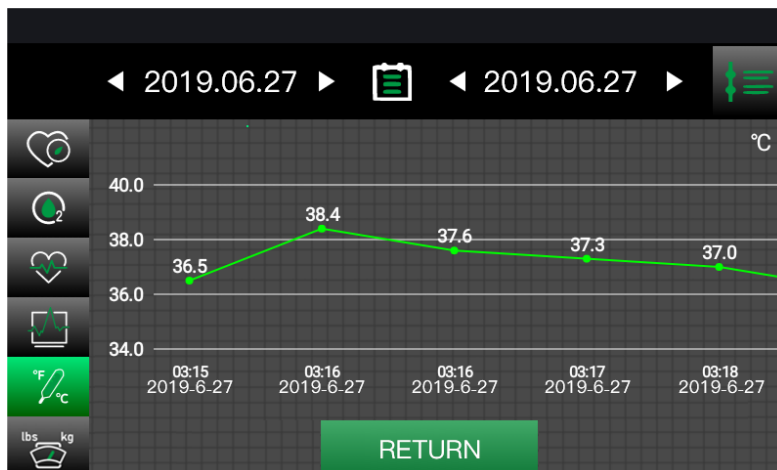 2019.06.27 2019.06.27
℃
40.0
38.0
36.0
34.0
36.5 38.4 37.6 37.3 37.0
03:15 03:16 03:16 03:17 03:18
2019-6-27 2019-6-27 2019-6-27 2019-6-27 2019-6-27
2
°F
°C
lbs kg
RETURN